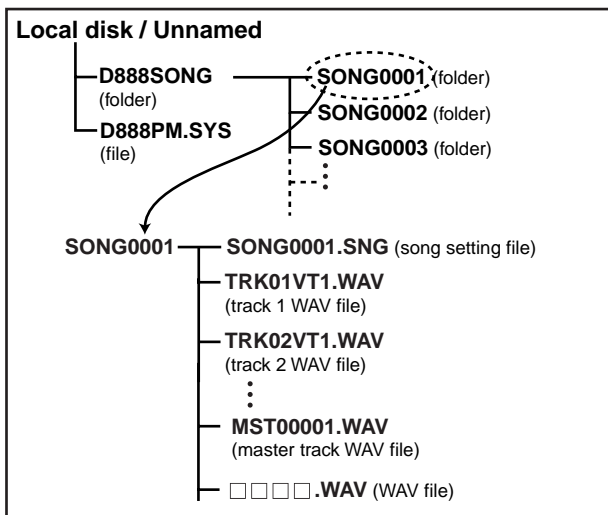 Local disk / Unnamed
D888SONG
(folder)
D888PM.SYS
(file)
SONG0001 (folder)
SONG0002 (folder)
SONG0003 (folder)
SONG0001
SONG0001.SNG (song setting file)
TRK01VT1.WAV
(track 1 WAV file)
TRK02VT1.WAV
(track 2 WAV file)
MST00001.WAV
(master track WAV file)
□□□□.WAV (WAV file)